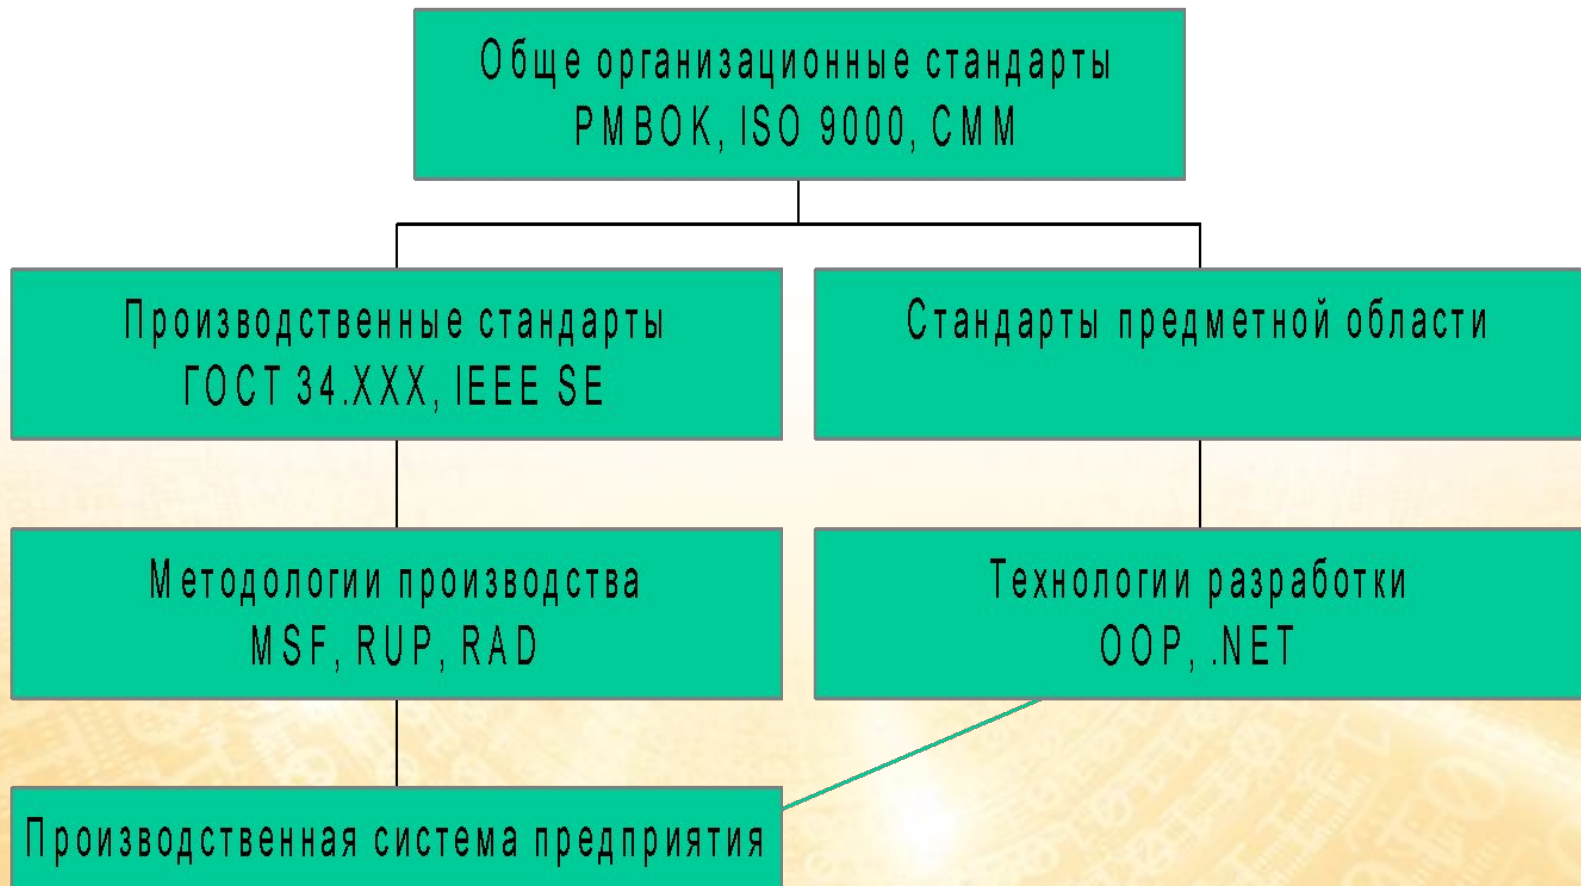 Обще организационные стандарты
PMBOK, ISO 9000, CMM
Производственные стандарты
ГОСТ 34.XXX, IEEE SE
Стандарты предметной области
Методологии производства
MSF, RUP, RAD
Технологии разработки
OOP, .NET
Производственная система предприятия